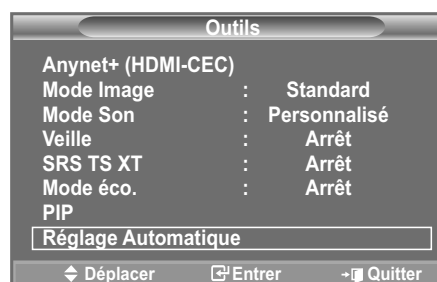 Outils
Anynet+ (HDMI-CEC)
Mode Image : Standard
Mode Son : Personnalisé
Veille : Arrêt
SRS TS XT : Arrêt
Mode éco. : Arrêt
PIP
Réglage Automatique
Déplacer Entrer Quitter